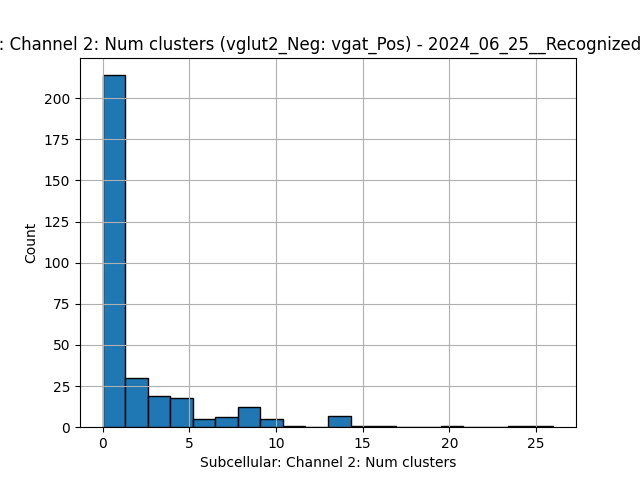 : Channel 2: Num clusters (vglut2_Neg: vgat_Pos) - 2024_06_25__Recognized
200
175
150
125
100
75
50
25
0
Count
0 5 10 15 20 25
Subcellular: Channel 2: Num clusters